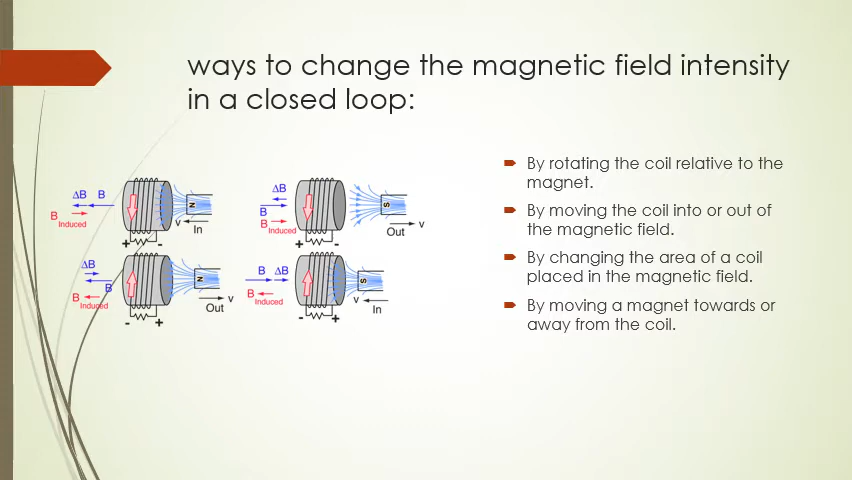 ways to change the magnetic field intensity
in a closed loop:
ΔB B
B Induced
N
v
In
+ -
ΔB
B
B Induced
S
v
Out
+ -
ΔB
B
B Induced
N
v
Out
- +
B ΔB
B Induced
S
v
In
- +
By rotating the coil relative to the
magnet.
By moving the coil into or out of
the magnetic field.
By changing the area of a coil
placed in the magnetic field.
By moving a magnet towards or
away from the coil.